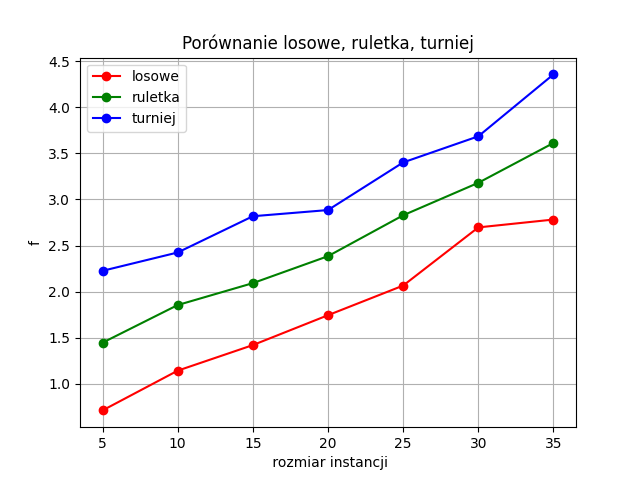 Porównanie losowe, ruletka, turniej
losowe
ruletka
turniej
f
4.5
4.0
3.5
3.0
2.5
2.0
1.5
1.0
5 10 15 20 25 30 35
rozmiar instancji